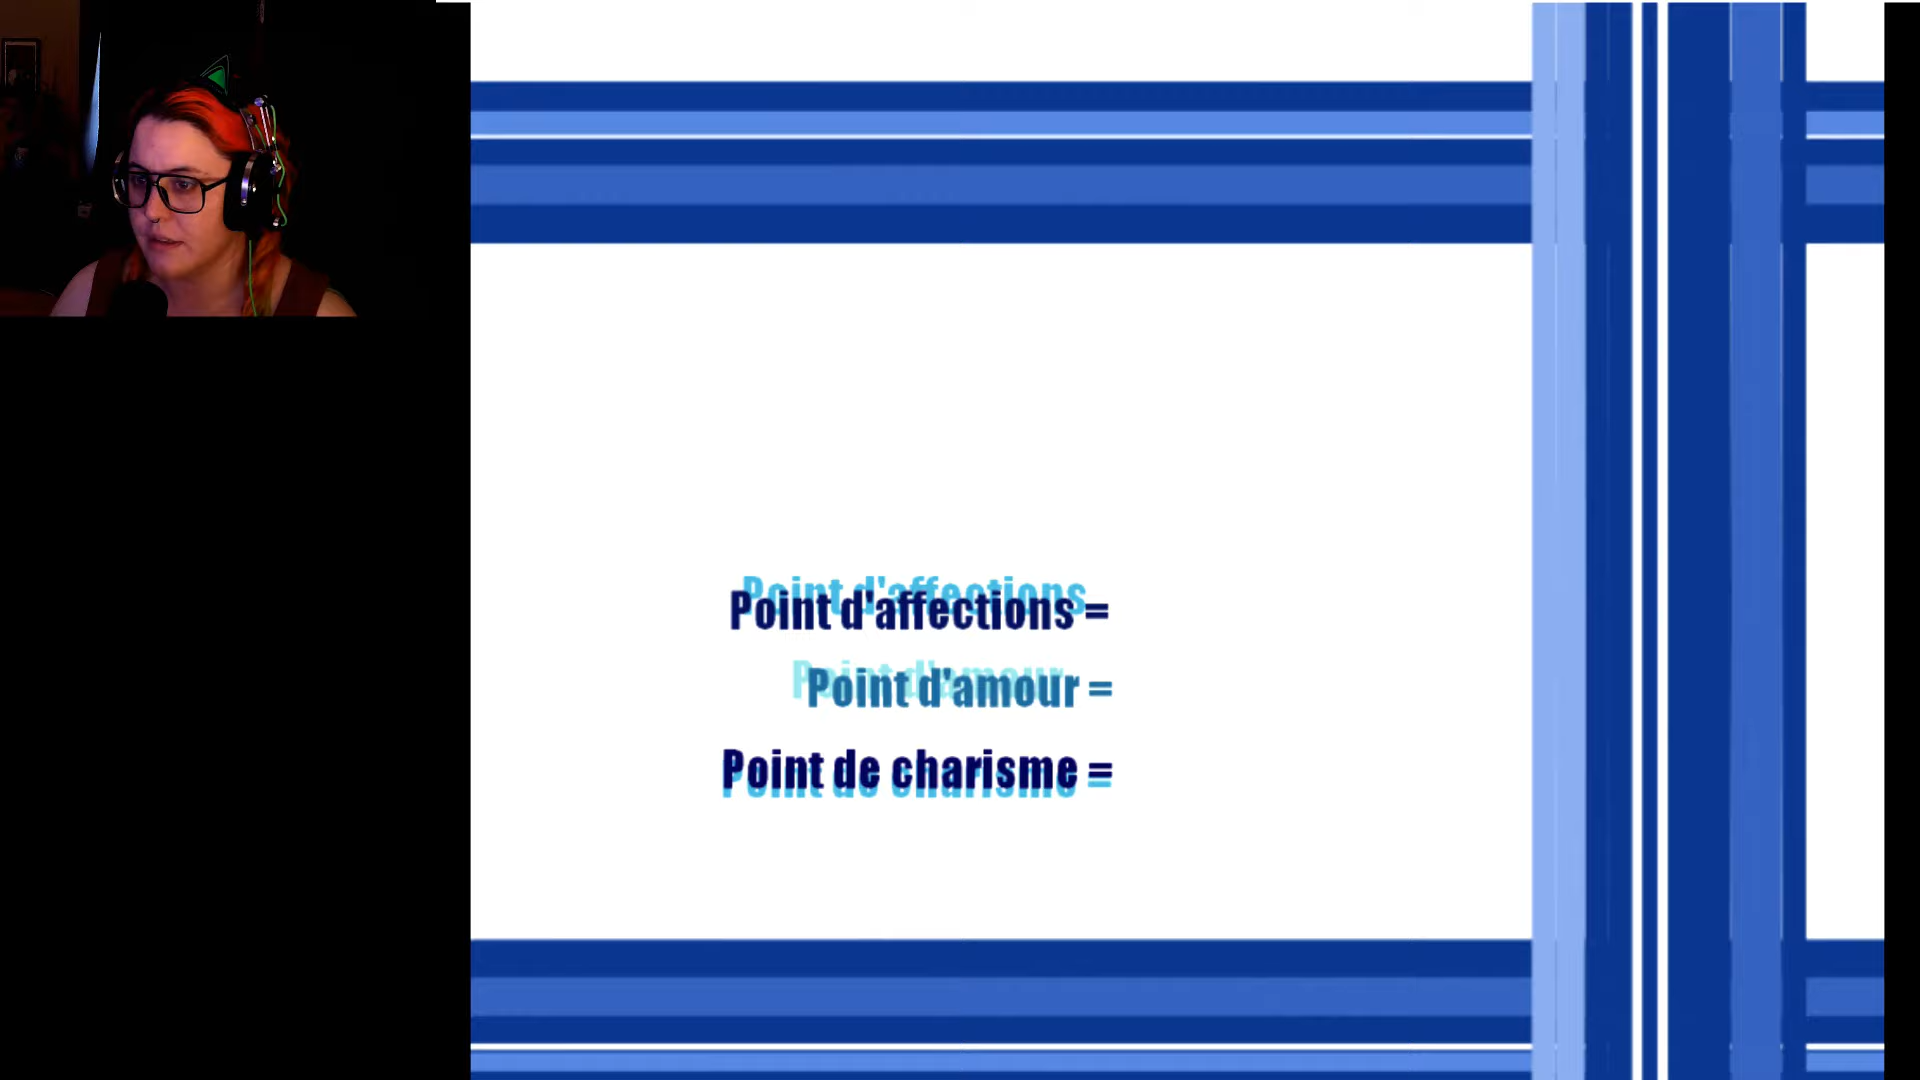 Point d'affections =
Point d'amour =
Point de charisme =